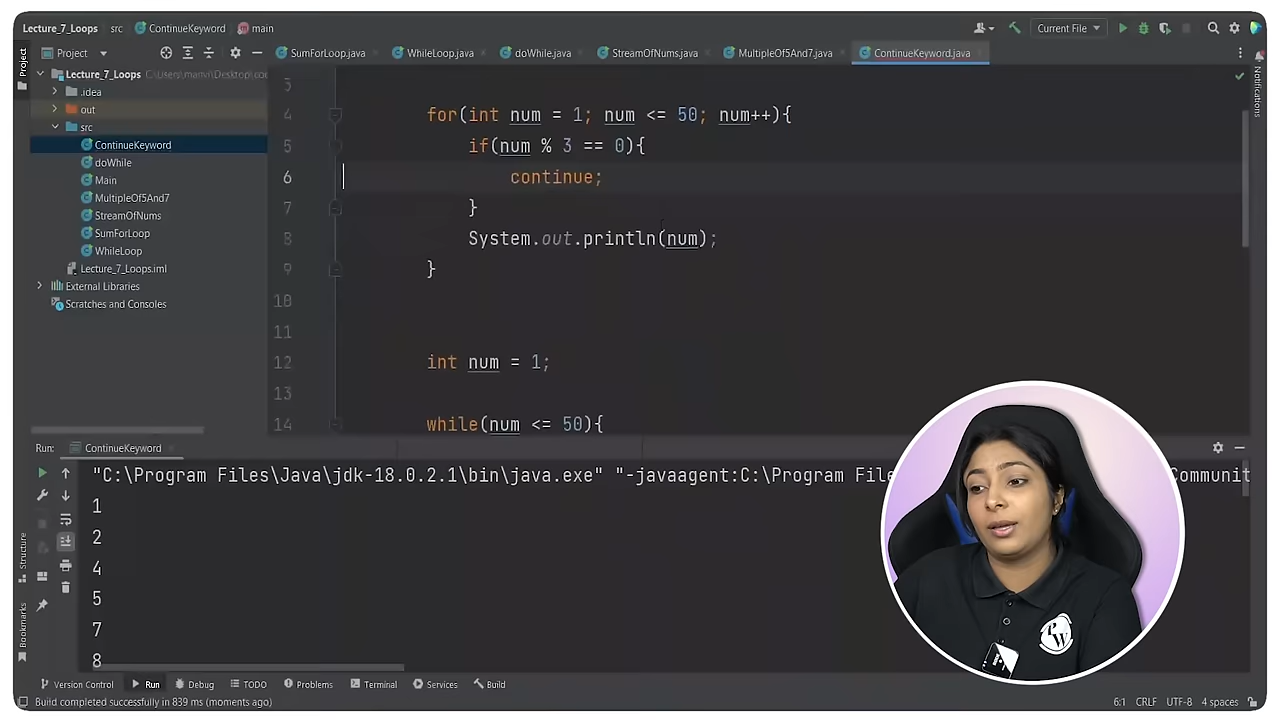 Lecture_7_Loops src ContinueKeyword main Current File
Project SumForLoop.java WhileLoop.java doWhile.java StreamOfNums.java MultipleOf5And7.java ContinueKeyword.java
Project
Notifications
Lecture_7_Loops
.idea
out
src
ContinueKeyword
doWhile
Main
MultipleOf5And7
StreamOfNums
SumForLoop
WhileLoop
Lecture_7_Loops.iml
External Libraries
Scratches and Consoles
3
4 for(int num = 1; num <= 50; num++){
5 if(num % 3 == 0){
6 continue;
7 }
8 System.out.println(num);
9 }
10
11
12 int num = 1;
13
14 while(num <= 50){
Run: ContinueKeyword
"C:\Program Files\Java\jdk-18.0.2.1\bin\java.exe" "-javaagent:C:\Program
1
2
4
5
7
8
Structure
Bookmarks
PW
Version Control Run Debug TODO Problems Terminal Services Build
Build completed successfully in 839 ms (moments ago) 6:1 CRLF UTF-8 4 spaces